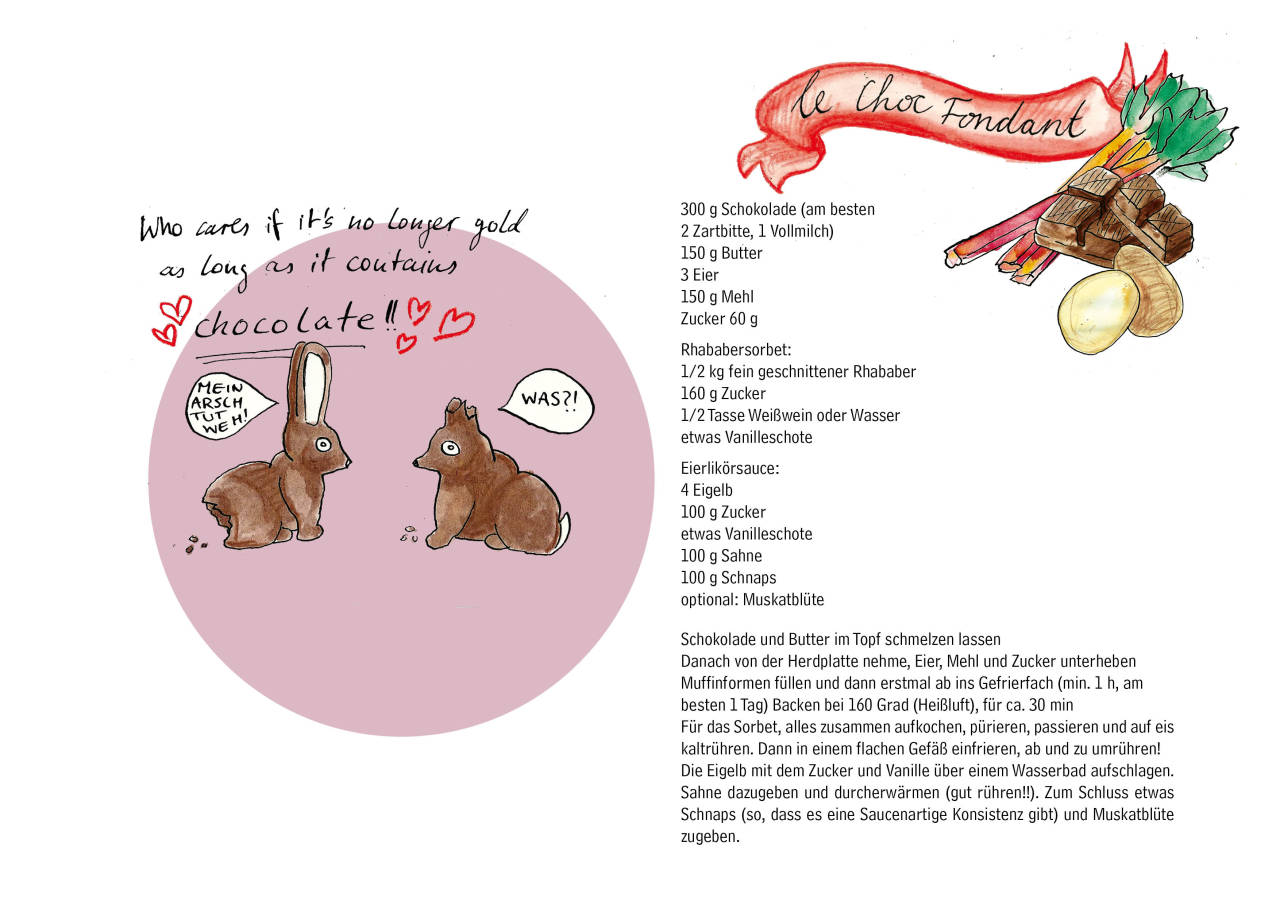 Who cares if it's no longer gold
as long as it contains
chocolate!!
MEIN
ARSCH
TUT
WEH!
WAS?!
le Choc Fondant
300 g Schokolade (am besten
2 Zartbitte, 1 Vollmilch)
150 g Butter
3 Eier
150 g Mehl
Zucker 60 g
Rhababersorbet:
1/2 kg fein geschnittener Rhababer
160 g Zucker
1/2 Tasse Weißwein oder Wasser
etwas Vanilleschote
Eierlikörsauce:
4 Eigelb
100 g Zucker
etwas Vanilleschote
100 g Sahne
100 g Schnaps
optional: Muskatblüte
Schokolade und Butter im Topf schmelzen lassen
Danach von der Herdplatte nehme, Eier, Mehl und Zucker unterheben
Muffinformen füllen und dann erstmal ab ins Gefrierfach (min. 1 h, am
besten 1 Tag) Backen bei 160 Grad (Heißluft), für ca. 30 min
Für das Sorbet, alles zusammen aufkochen, pürieren, passieren und auf eis
kaltrühren. Dann in einem flachen Gefäß einfrieren, ab und zu umrühren!
Die Eigelb mit dem Zucker und Vanille über einem Wasserbad aufschlagen.
Sahne dazugeben und durcherwärmen (gut rühren!!). Zum Schluss etwas
Schnaps (so, dass es eine Saucenartige Konsistenz gibt) und Muskatblüte
zugeben.